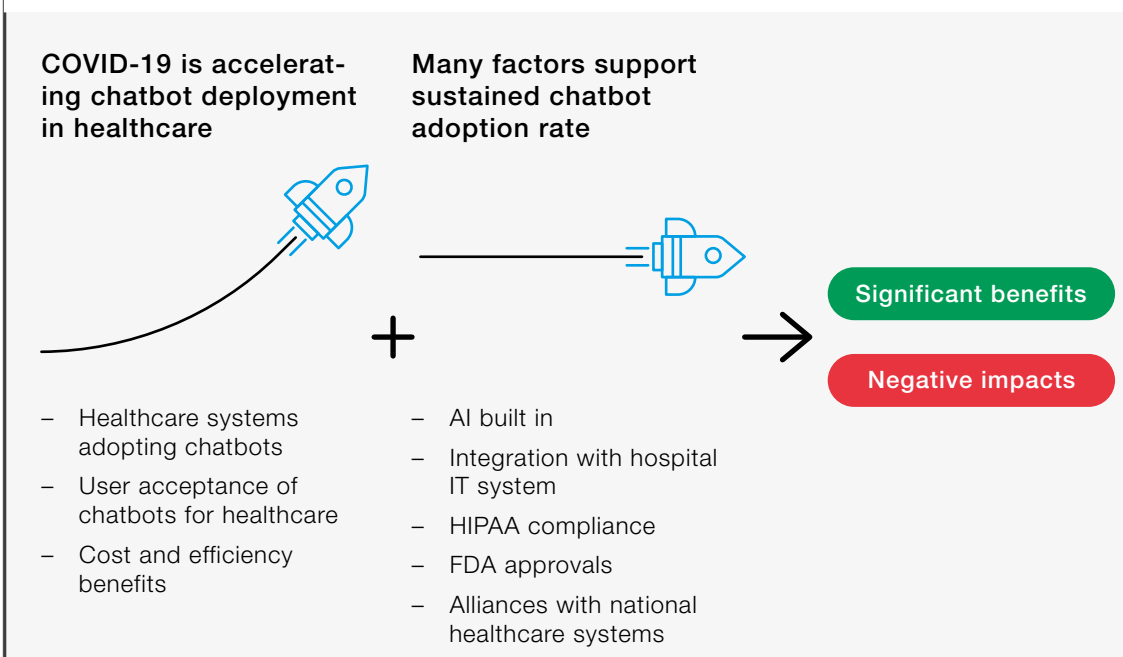 COVID-19 is accelerat-
ing chatbot deployment
in healthcare
Many factors support
sustained chatbot
adoption rate
+
Significant benefits
Negative impacts
– Healthcare systems
adopting chatbots
– User acceptance of
chatbots for healthcare
– Cost and efficiency
benefits
– AI built in
– Integration with hospital
IT system
– HIPAA compliance
– FDA approvals
– Alliances with national
healthcare systems